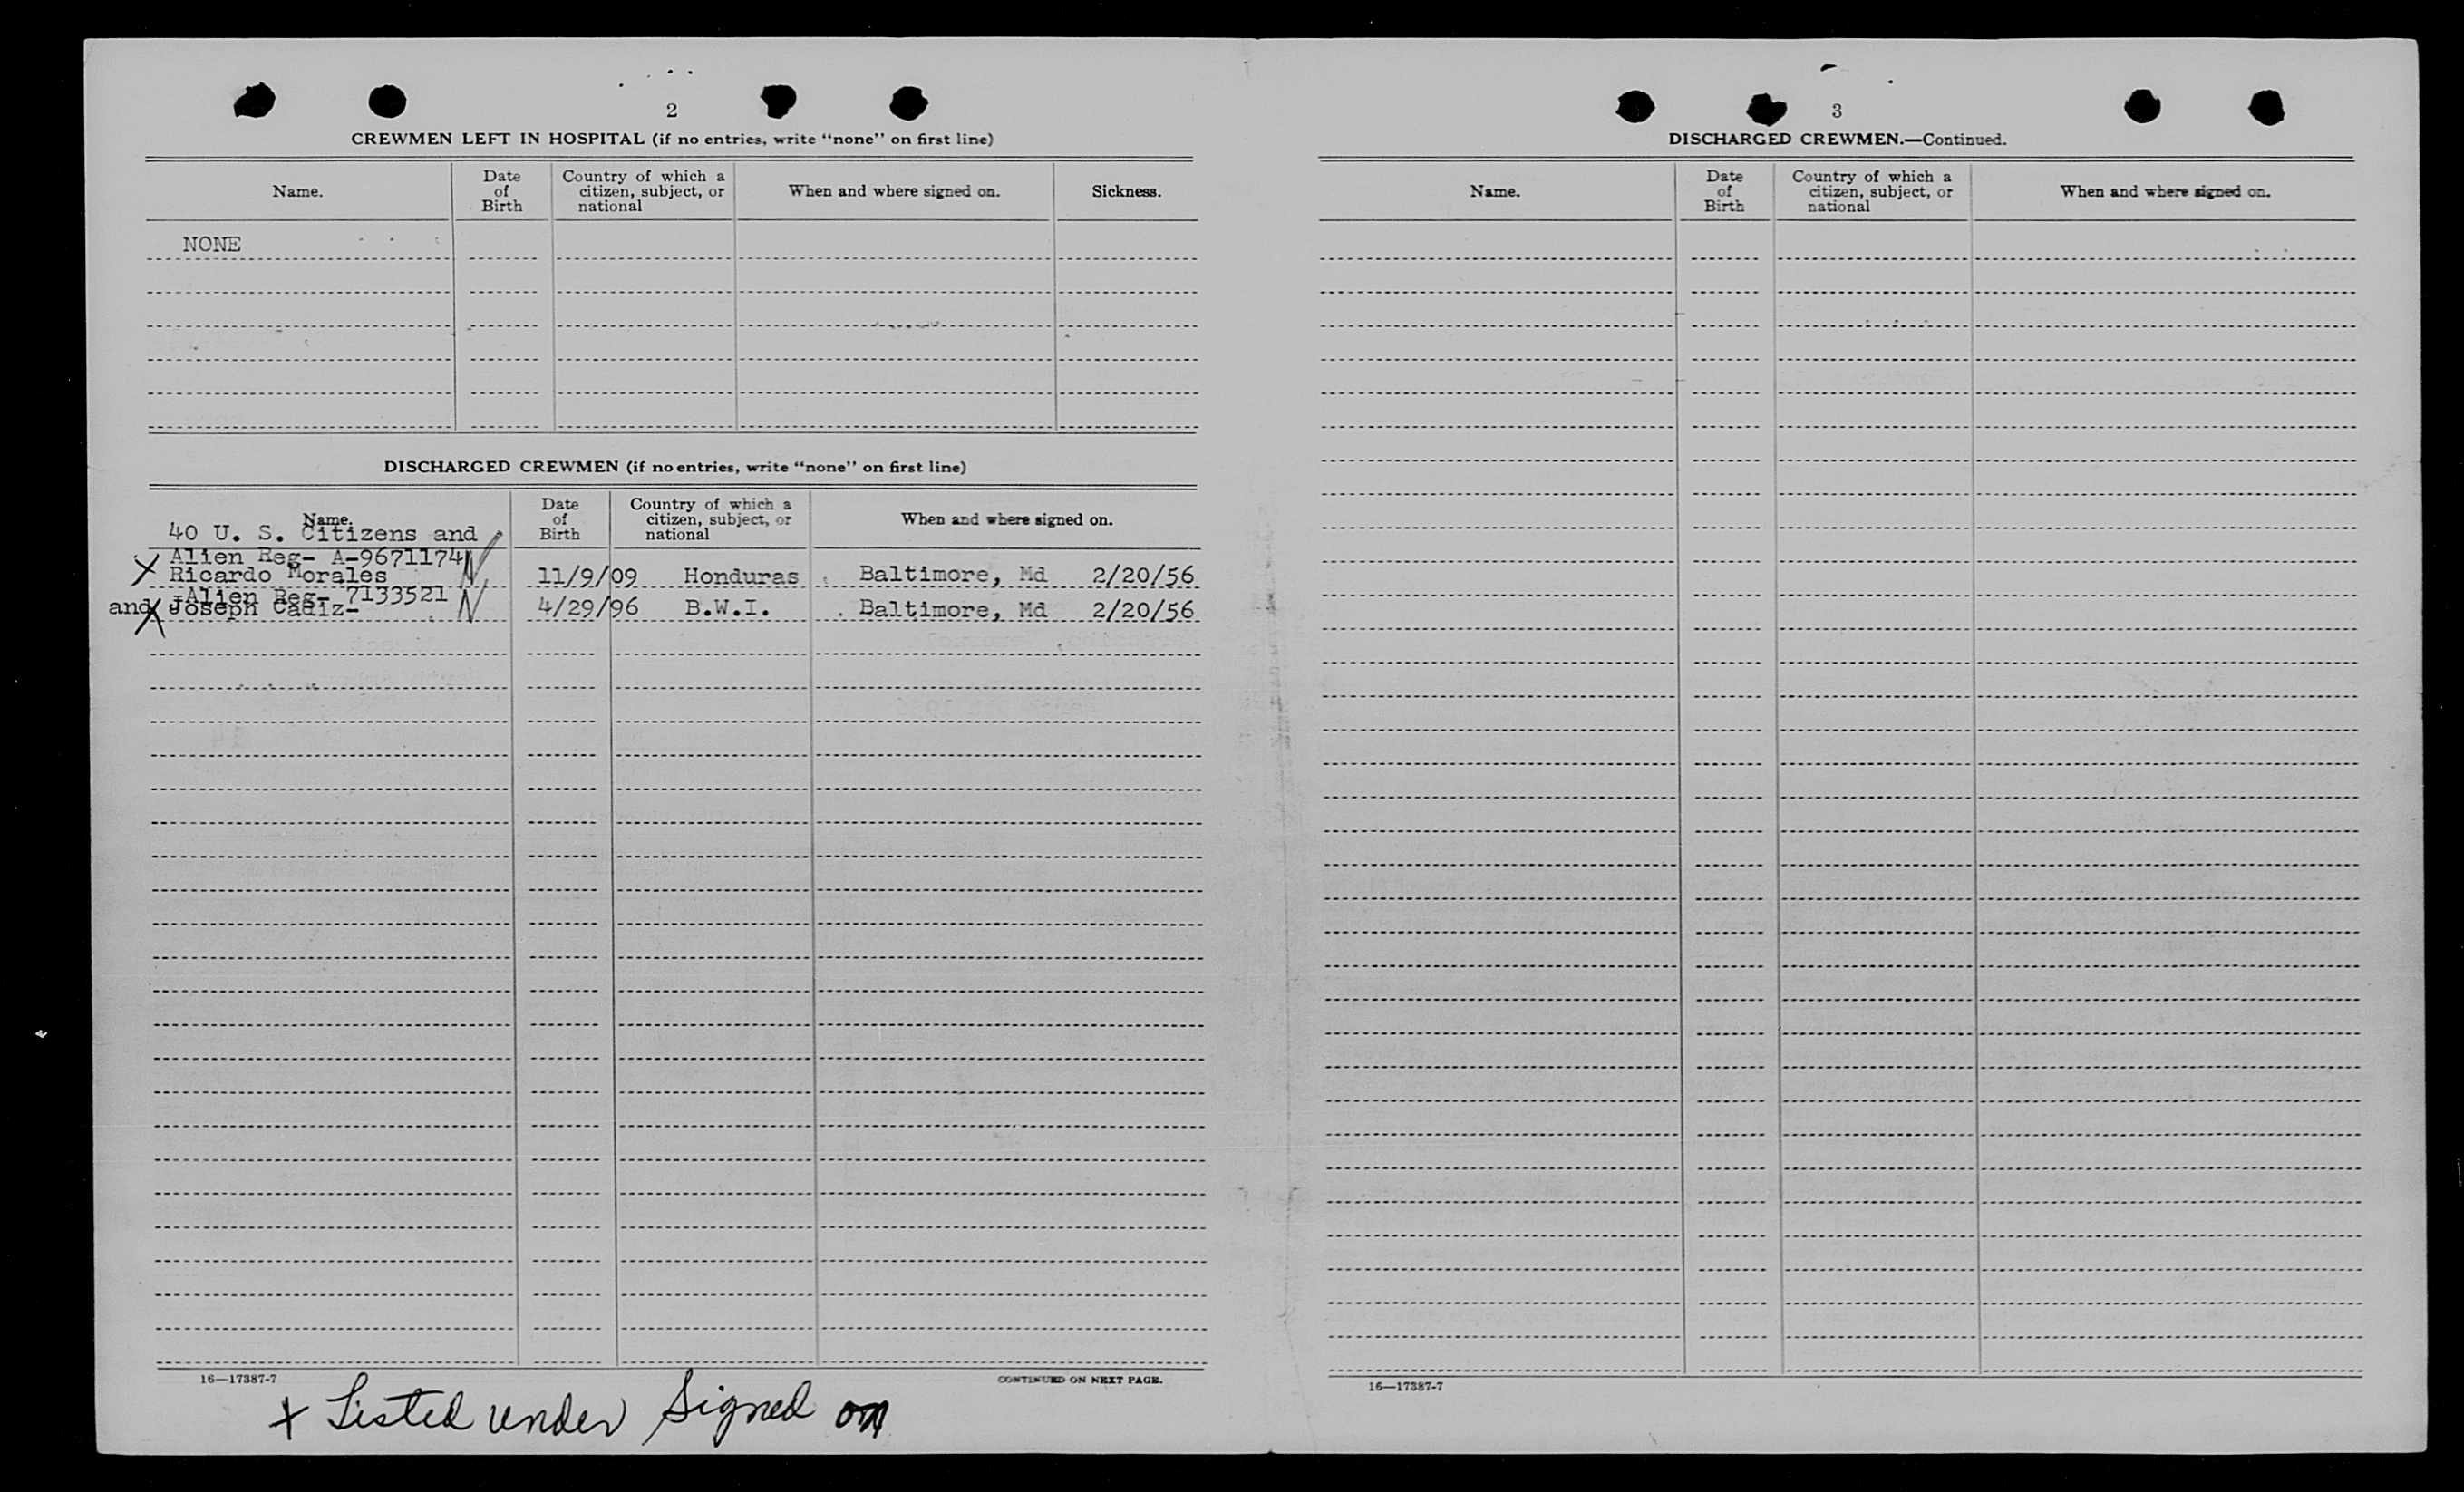 2
CREWMEN LEFT IN HOSPITAL (if no entries, write “none” on first line)
Name.
Date of Birth
Country of which a citizen, subject, or national
When and where signed on.
Sickness.
NONE
DISCHARGED CREWMEN (if no entries, write “none” on first line)
Name.
Date of Birth
Country of which a citizen, subject, or national
When and where signed on.
40 U. S. Citizens and
Alien Reg- A-9671174 N
X Ricardo Morales 11/9/09 Honduras Baltimore, Md 2/20/56
-Alien Reg- 7133521 N
and X Joseph Cadiz- 4/29/96 B.W.I. Baltimore, Md 2/20/56
16—17387-7
CONTINUED ON NEXT PAGE.
x Listed under Signed on
3
DISCHARGED CREWMEN.—Continued.
Name.
Date of Birth
Country of which a citizen, subject, or national
When and where signed on.
16—17387-7